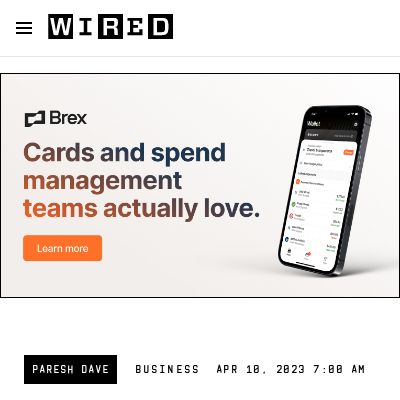 WIRED
Brex
Cards and spend
management
teams actually love.
Learn more
Wallet
PARESH DAVE BUSINESS APR 10, 2023 7:00 AM